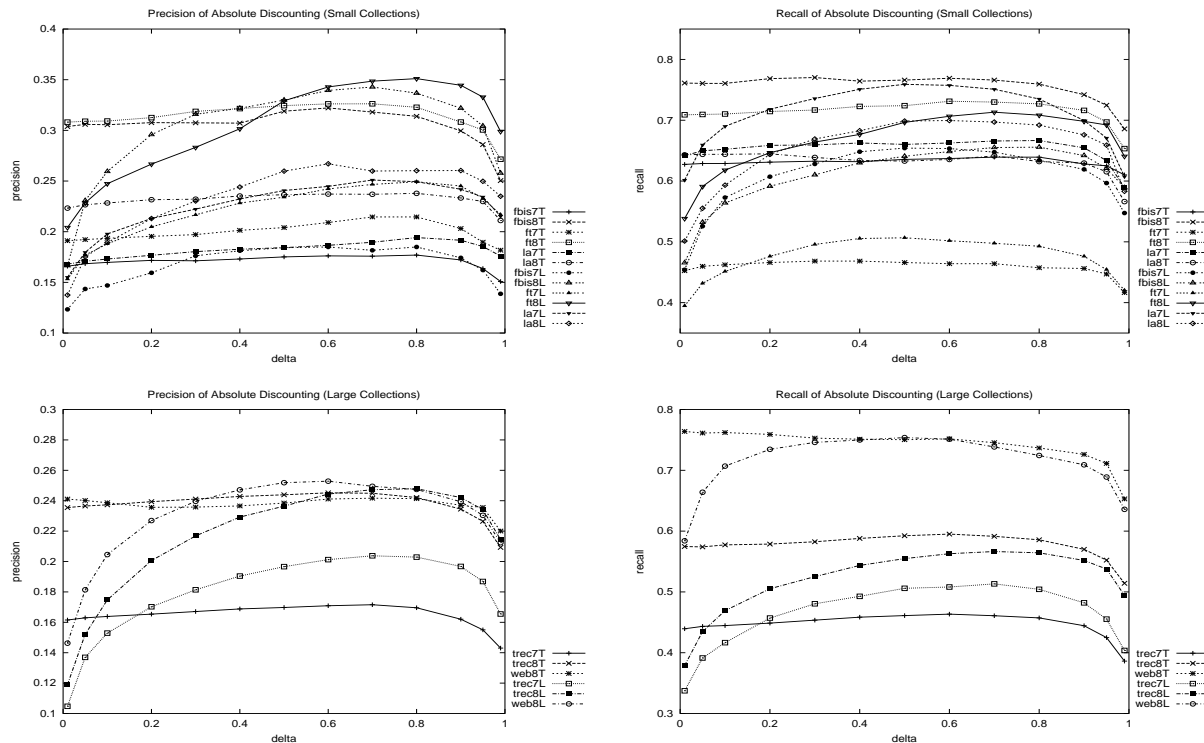 Precision of Absolute Discounting (Small Collections)
precision
0.4
0.35
0.3
0.25
0.2
0.15
0.1
0
0.2
0.4
0.6
0.8
1
delta
fbis7T
fbis8T
ft7T
ft8T
la7T
la8T
fbis7L
fbis8L
ft7L
ft8L
la7L
la8L
Recall of Absolute Discounting (Small Collections)
recall
0.8
0.7
0.6
0.5
0.4
0
0.2
0.4
0.6
0.8
1
delta
fbis7T
fbis8T
ft7T
ft8T
la7T
la8T
fbis7L
fbis8L
ft7L
ft8L
la7L
la8L
Precision of Absolute Discounting (Large Collections)
precision
0.3
0.28
0.26
0.24
0.22
0.2
0.18
0.16
0.14
0.12
0.1
0
0.2
0.4
0.6
0.8
1
delta
trec7T
trec8T
web8T
trec7L
trec8L
web8L
Recall of Absolute Discounting (Large Collections)
recall
0.8
0.7
0.6
0.5
0.4
0.3
0
0.2
0.4
0.6
0.8
1
delta
trec7T
trec8T
web8T
trec7L
trec8L
web8L